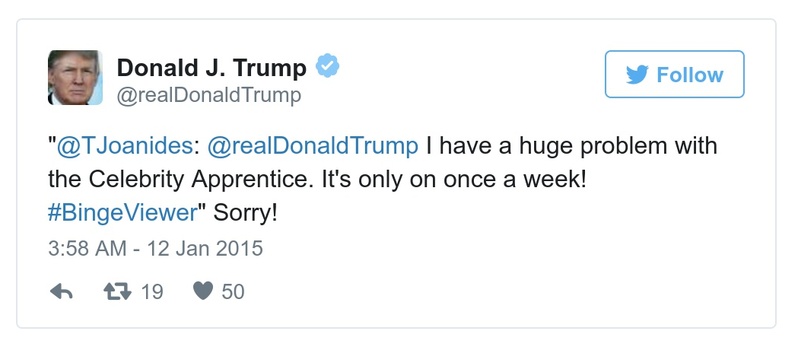 Donald J. Trump
@realDonaldTrump
Follow
"@TJoanides: @realDonaldTrump I have a huge problem with
the Celebrity Apprentice. It's only on once a week!
#BingeViewer" Sorry!
3:58 AM - 12 Jan 2015
19 50